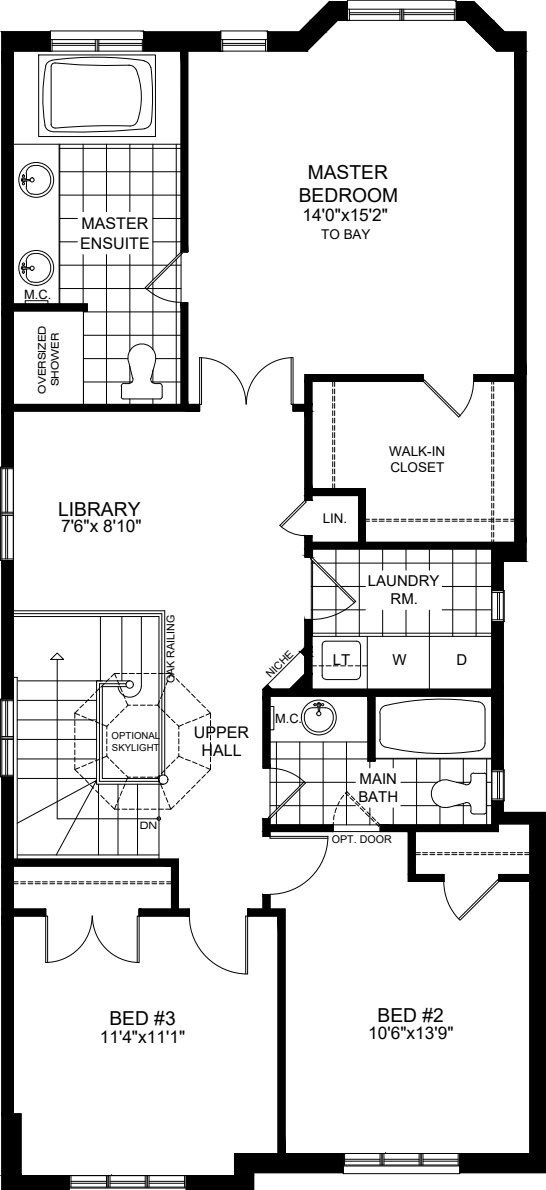 MASTER
BEDROOM
14'0"x15'2"
TO BAY
MASTER
ENSUITE
M.C.
OVERSIZED
SHOWER
WALK-IN
CLOSET
LIBRARY
7'6"x 8'10"
LIN.
LAUNDRY
RM.
OAK RAILING
NICHE
LT
W
D
M.C.
OPTIONAL
SKYLIGHT
UPPER
HALL
MAIN
BATH
DN
OPT. DOOR
BED #3
11'4"x11'1"
BED #2
10'6"x13'9"